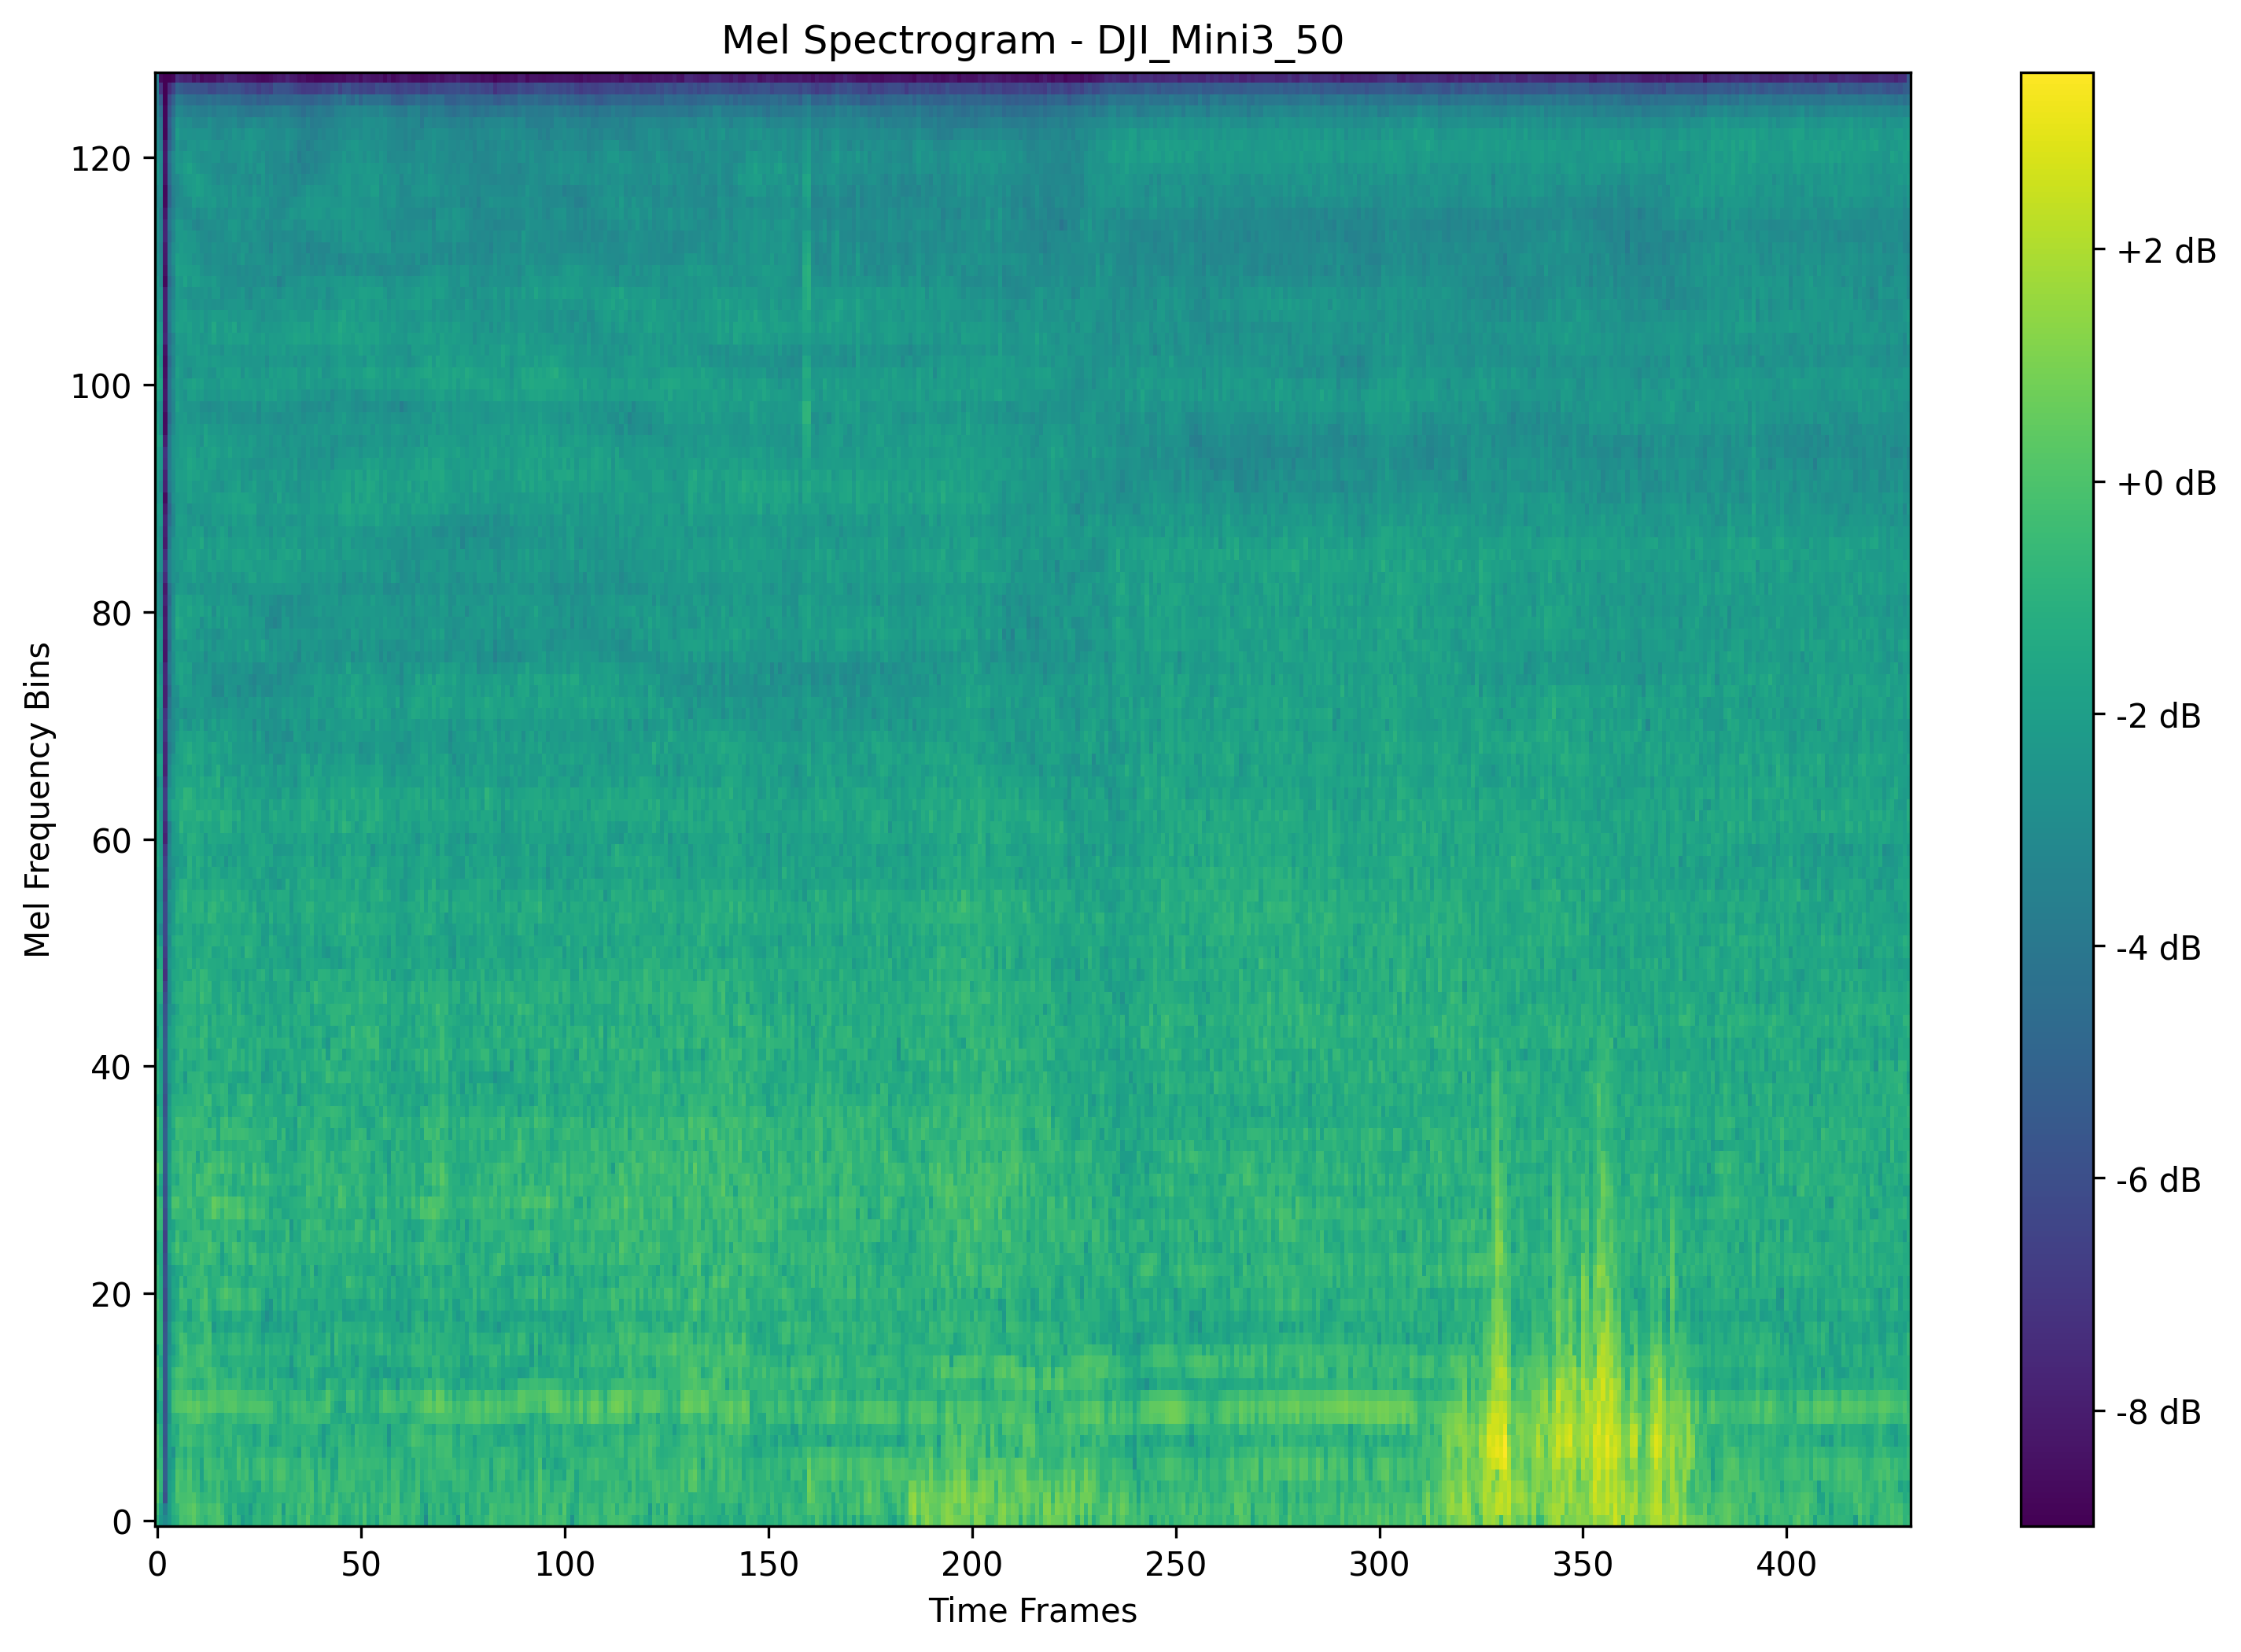 Mel Spectrogram - DJI_Mini3_50
Mel Frequency Bins
120
100
80
60
40
20
0
0 50 100 150 200 250 300 350 400
Time Frames
+2 dB
+0 dB
-2 dB
-4 dB
-6 dB
-8 dB